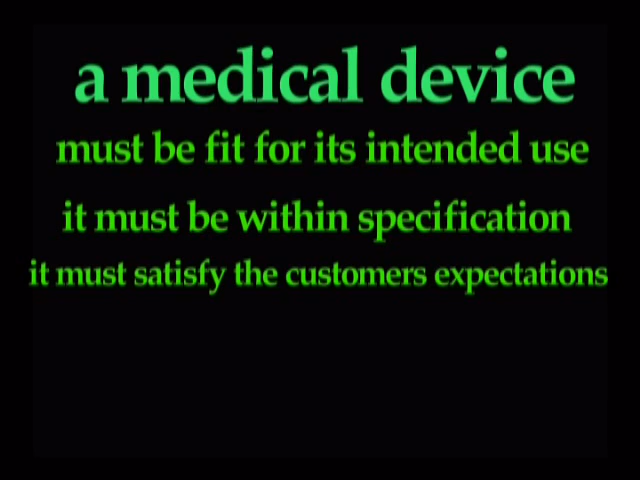 a medical device
must be fit for its intended use
it must be within specification
it must satisfy the customers expectations